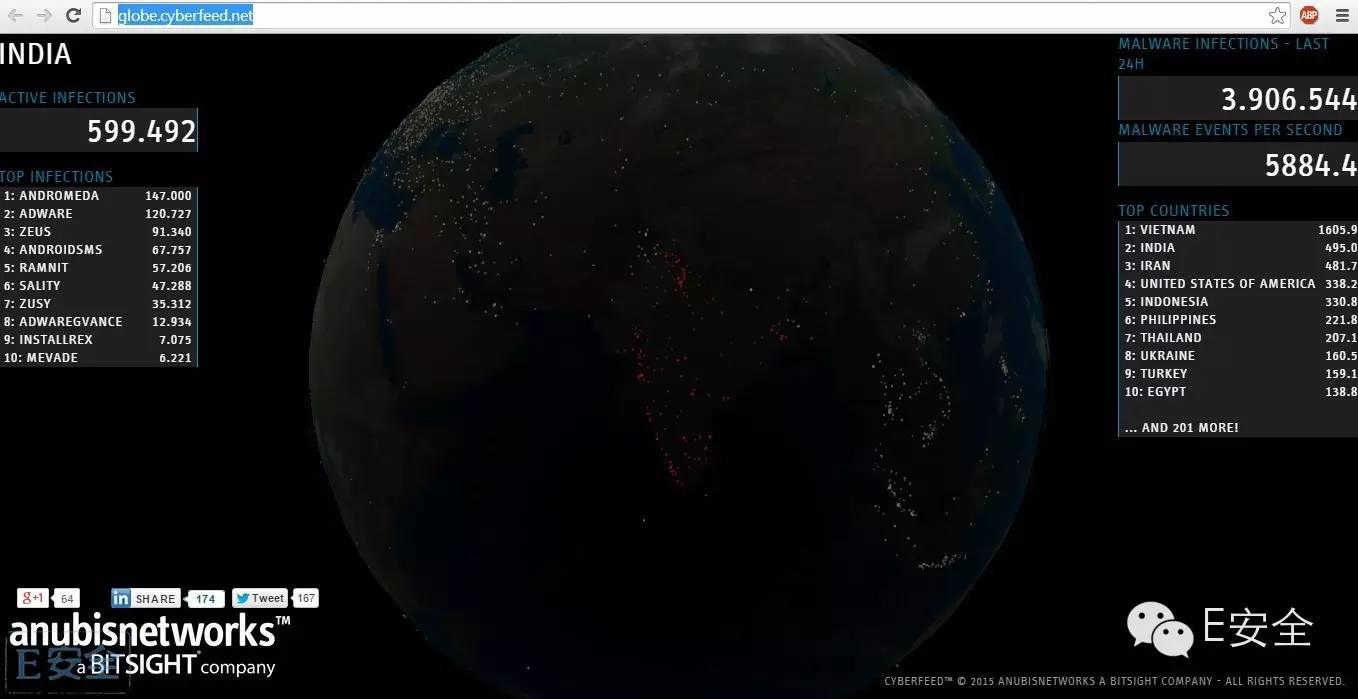 globe.cyberfeed.net
ABP
INDIA
ACTIVE INFECTIONS
599.492
TOP INFECTIONS
1: ANDROMEDA 147.000
2: ADWARE 120.727
3: ZEUS 91.340
4: ANDROIDSMS 67.757
5: RAMNIT 57.206
6: SALITY 47.288
7: ZUSY 35.312
8: ADWAREGVANCE 12.934
9: INSTALLREX 7.075
10: MEVADE 6.221
MALWARE INFECTIONS - LAST
24H
3.906.544
MALWARE EVENTS PER SECOND
5884.4
TOP COUNTRIES
1: VIETNAM 1605.9
2: INDIA 495.0
3: IRAN 481.7
4: UNITED STATES OF AMERICA 338.2
5: INDONESIA 330.8
6: PHILIPPINES 221.8
7: THAILAND 207.1
8: UKRAINE 160.5
9: TURKEY 159.1
10: EGYPT 138.8
... AND 201 MORE!
g+1 64 in SHARE 174 Tweet 167
anubisnetworks™
a BITSIGHT® company
E安全
E安全
CYBERFEED™ © 2015 ANUBISNETWORKS A BITSIGHT COMPANY - ALL RIGHTS RESERVED.